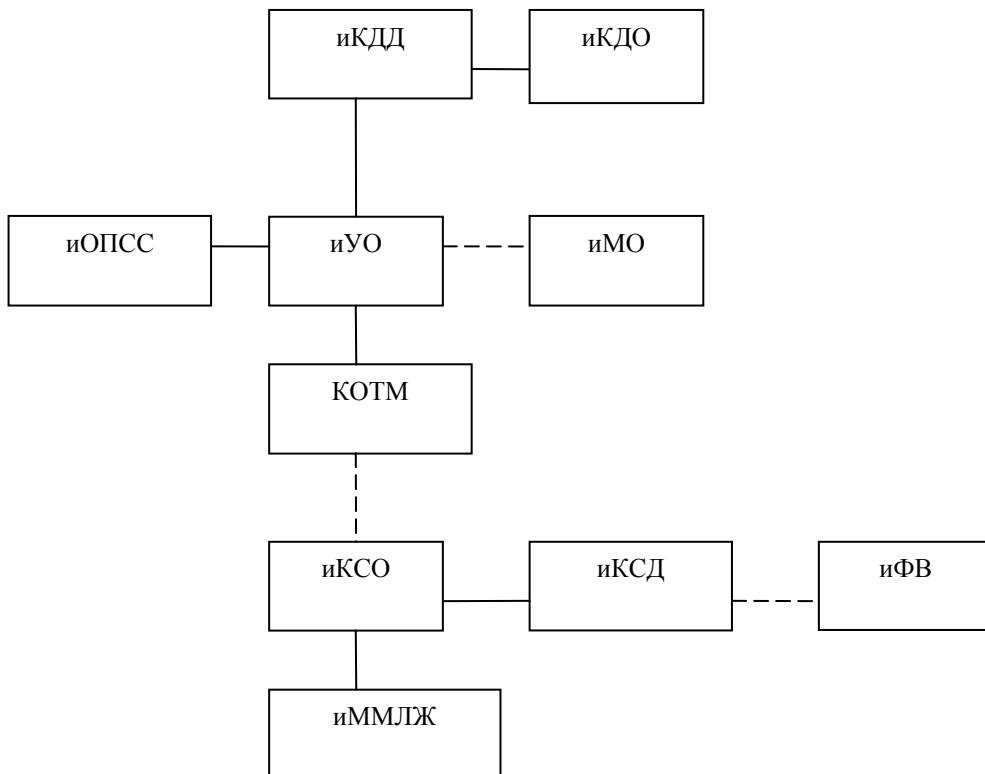 иКДД
иКДО
иОПСС
иУО
иМО
КОТМ
иКСО
иКСД
иФВ
иММЛЖ